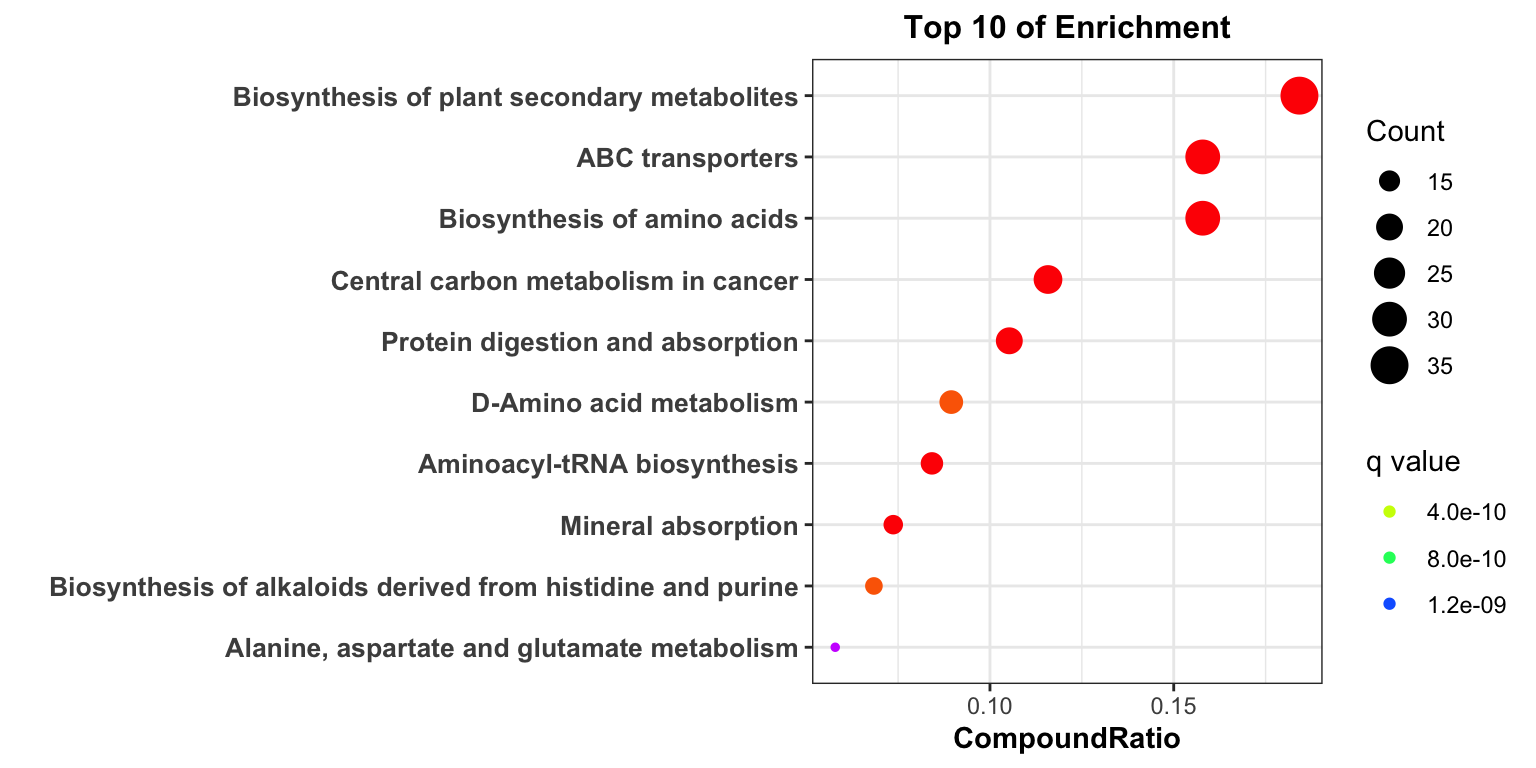 Top 10 of Enrichment
Biosynthesis of plant secondary metabolites
ABC transporters
Biosynthesis of amino acids
Central carbon metabolism in cancer
Protein digestion and absorption
D-Amino acid metabolism
Aminoacyl-tRNA biosynthesis
Mineral absorption
Biosynthesis of alkaloids derived from histidine and purine
Alanine, aspartate and glutamate metabolism
0.10
0.15
CompoundRatio
Count
15
20
25
30
35
q value
4.0e-10
8.0e-10
1.2e-09